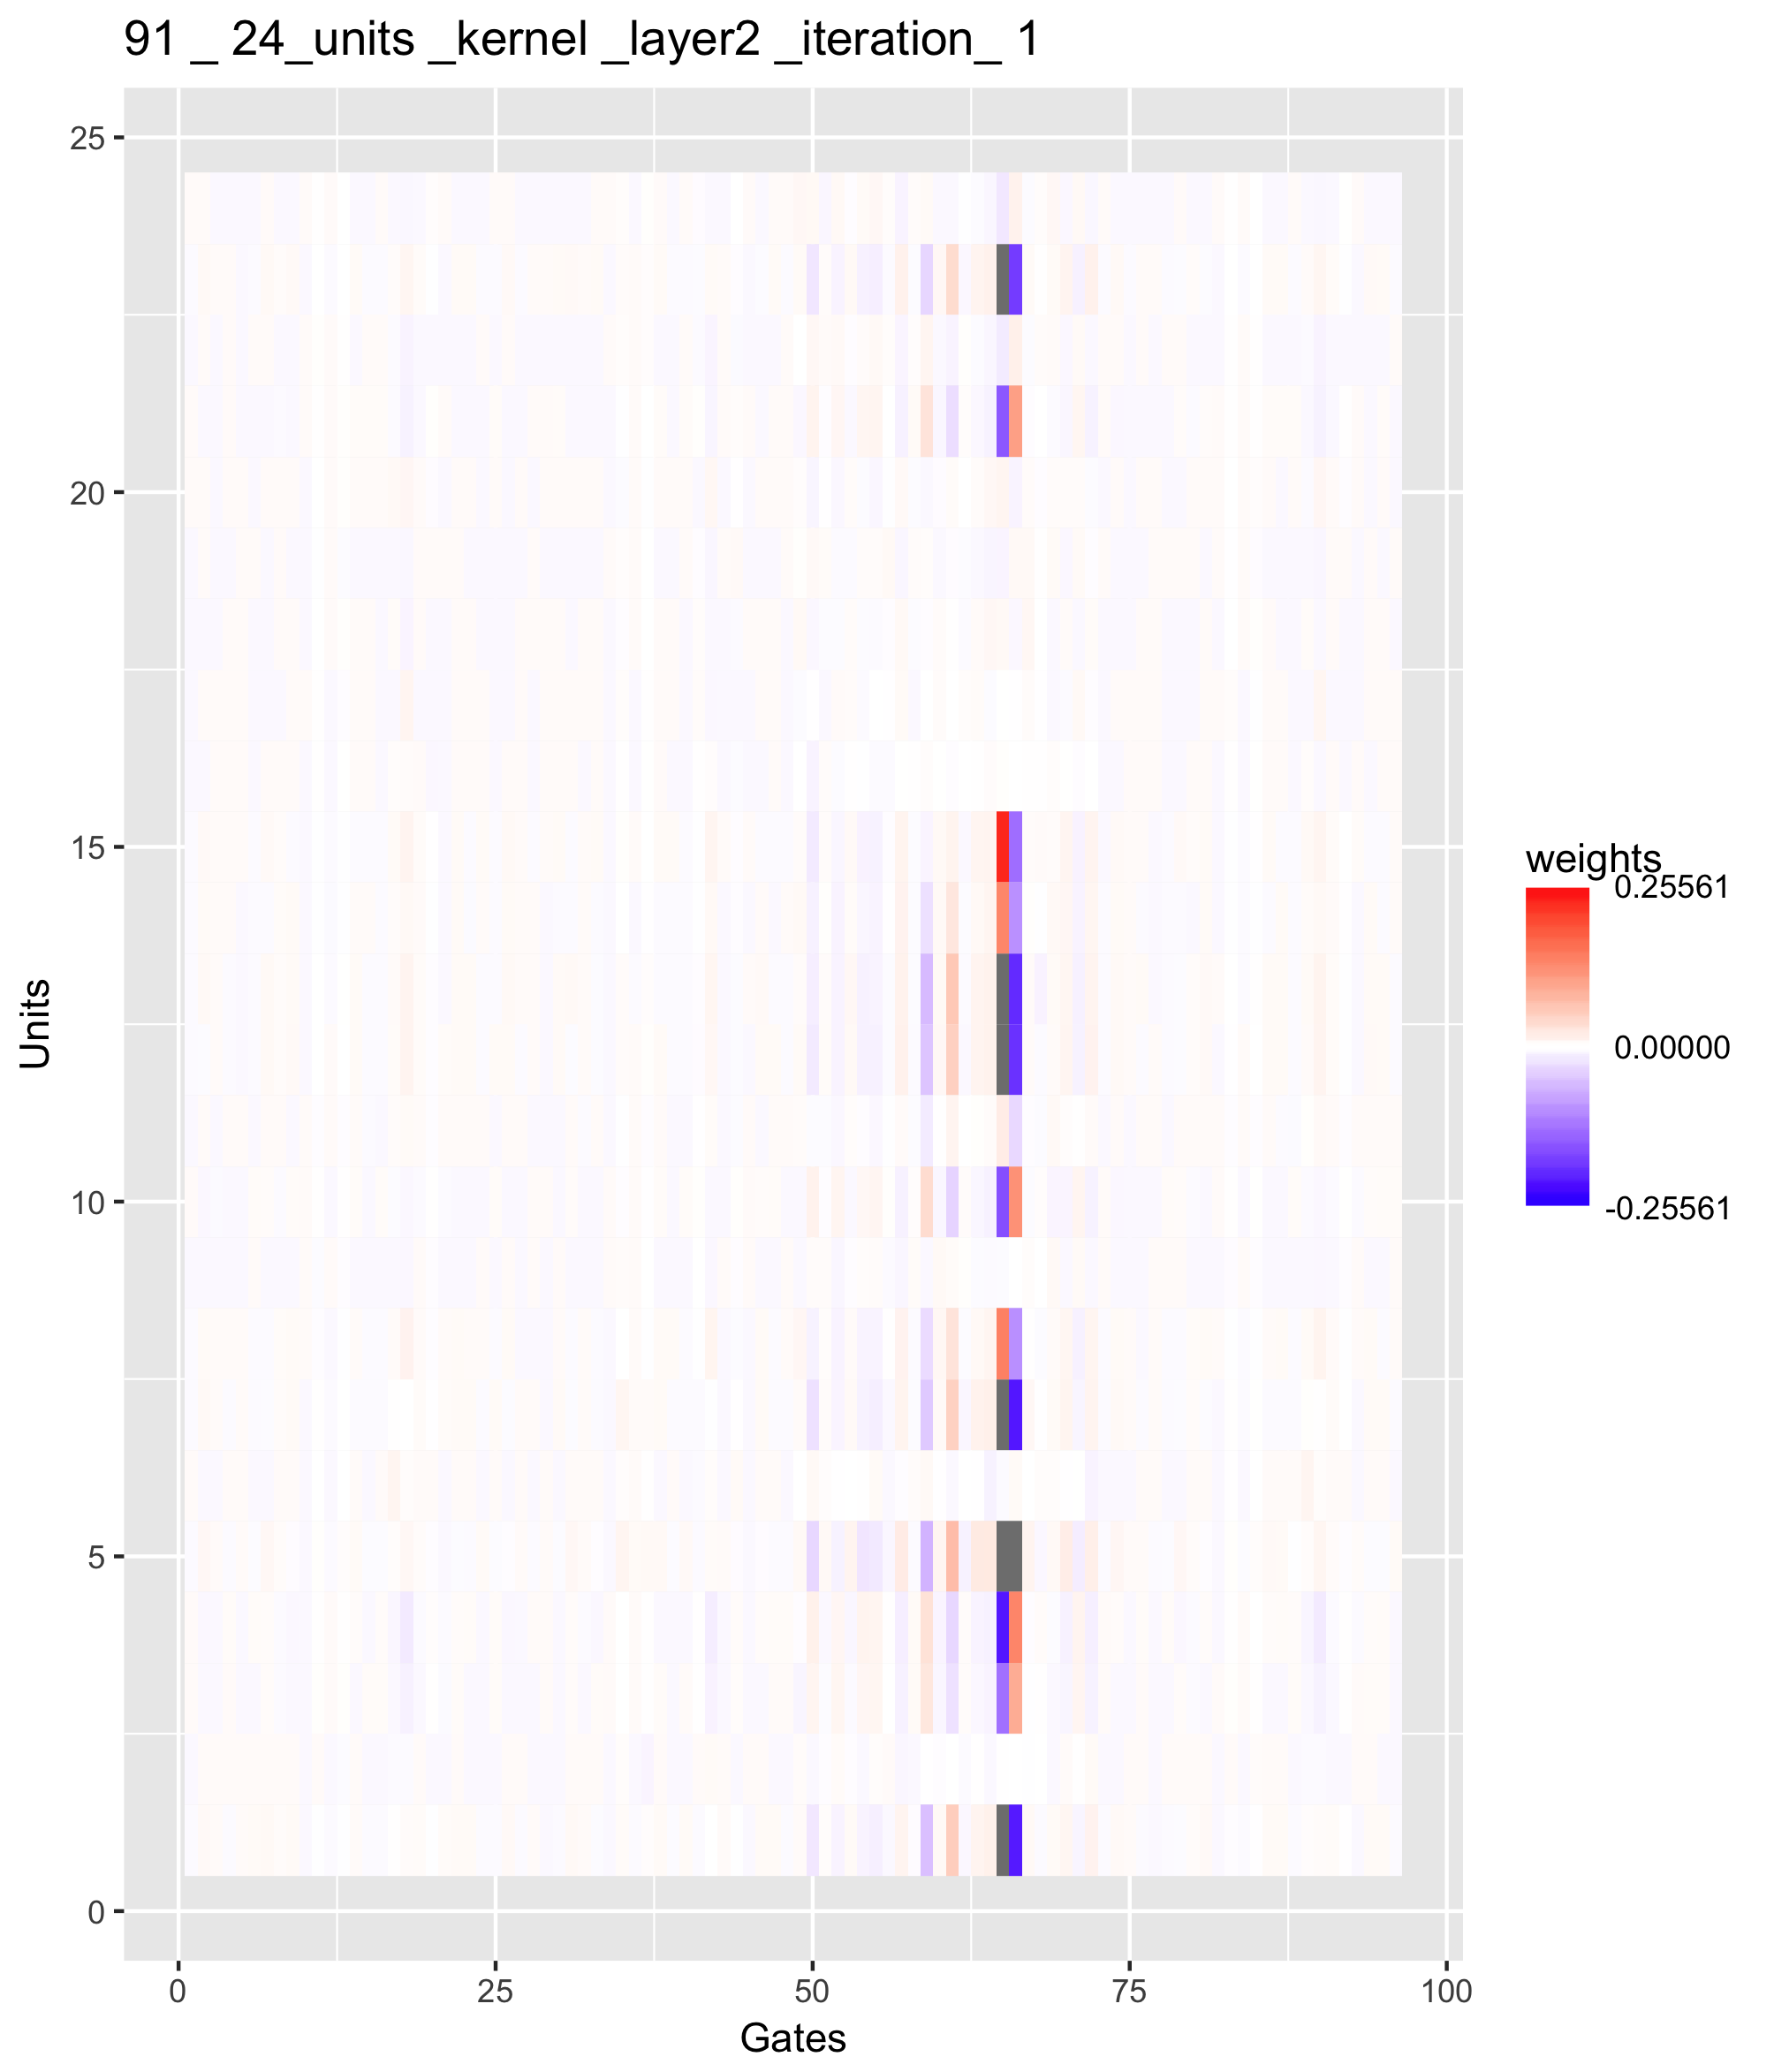 91 _ 24_units _kernel _layer2 _iteration_ 1
25
20
15
10
5
0
Units
0 25 50 75 100
Gates
weights
0.25561
0.00000
-0.25561